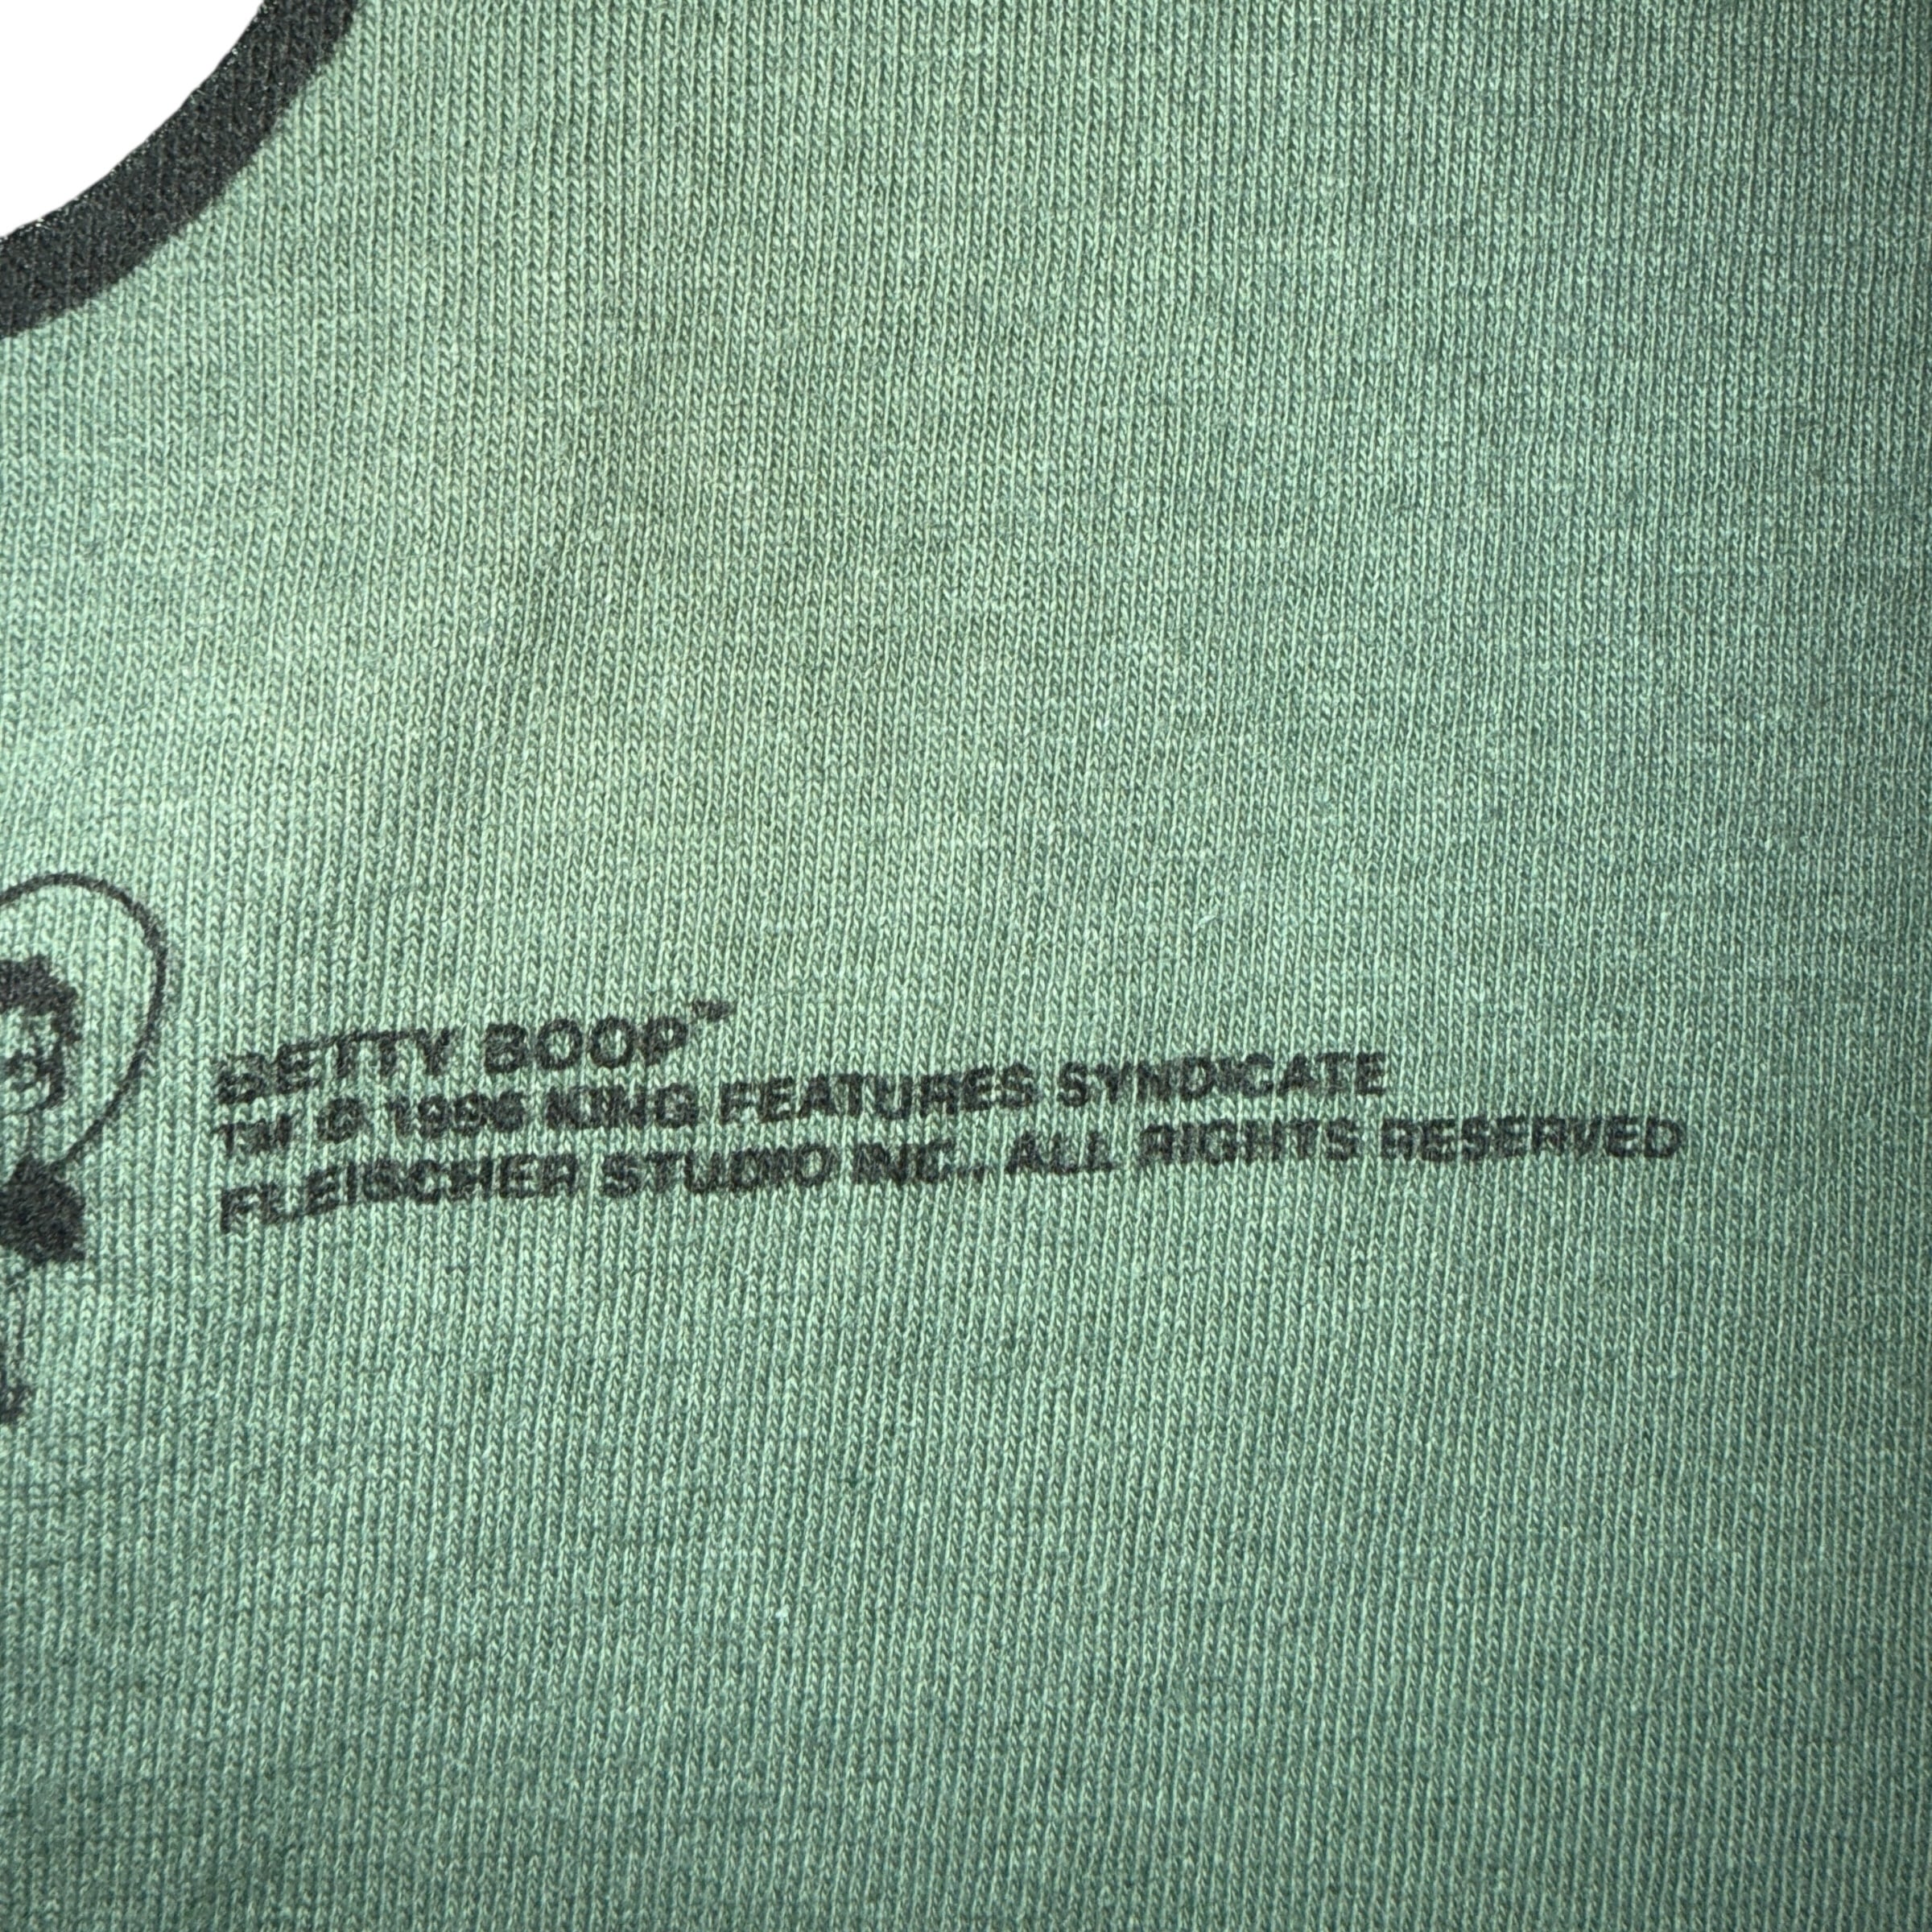 BETTY BOOP™
TM © 1996 KING FEATURES SYNDICATE
FLEISCHER STUDIO INC., ALL RIGHTS RESERVED